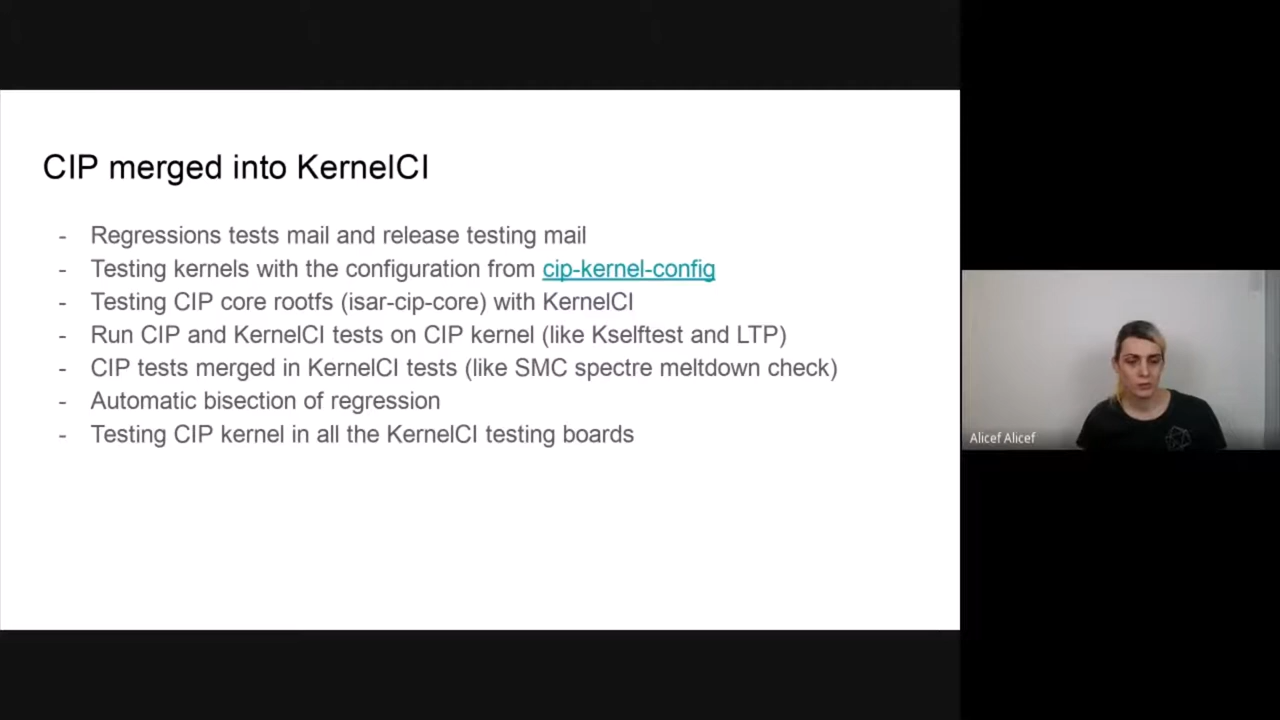 CIP merged into KernelCI
- Regressions tests mail and release testing mail
- Testing kernels with the configuration from cip-kernel-config
- Testing CIP core rootfs (isar-cip-core) with KernelCI
- Run CIP and KernelCI tests on CIP kernel (like Kselftest and LTP)
- CIP tests merged in KernelCI tests (like SMC spectre meltdown check)
- Automatic bisection of regression
- Testing CIP kernel in all the KernelCI testing boards
Alicef Alicef